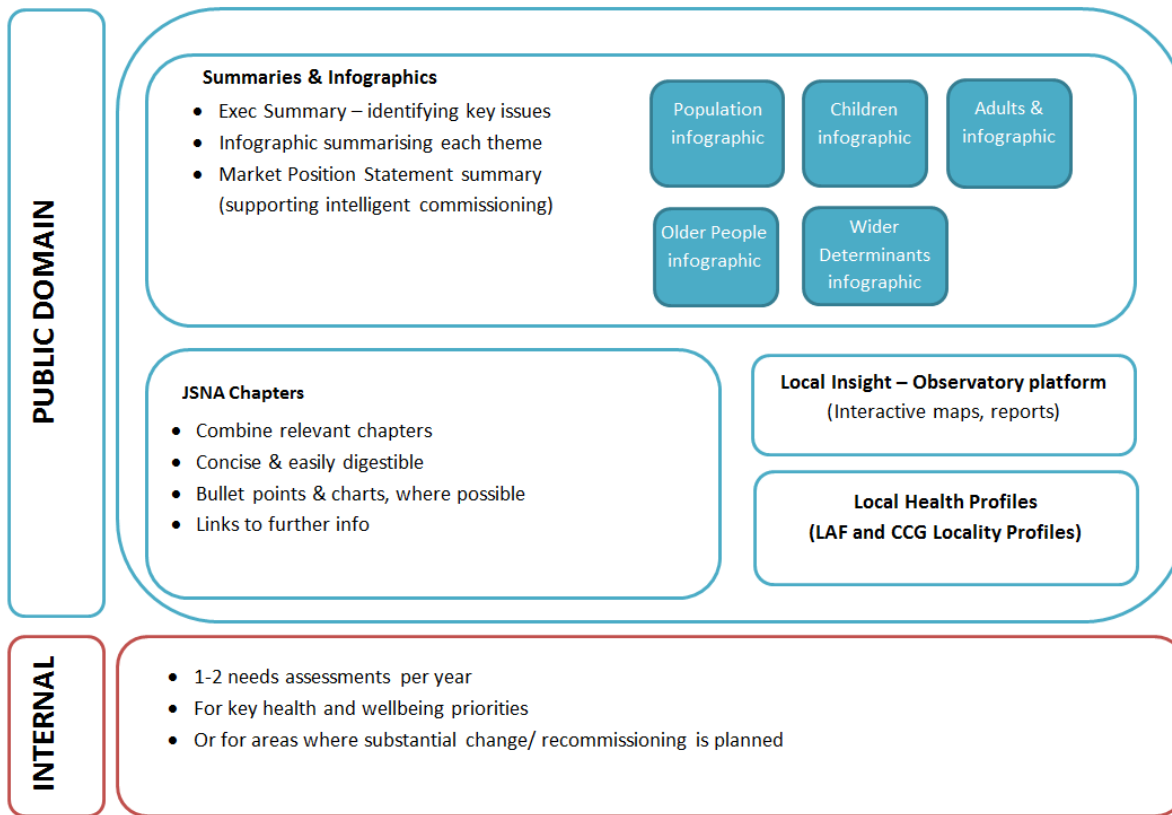 PUBLIC DOMAIN
Summaries & Infographics
• Exec Summary – identifying key issues
• Infographic summarising each theme
• Market Position Statement summary
(supporting intelligent commissioning)
Population
infographic
Children
infographic
Adults &
infographic
Older People
infographic
Wider
Determinants
infographic
JSNA Chapters
• Combine relevant chapters
• Concise & easily digestible
• Bullet points & charts, where possible
• Links to further info
Local Insight – Observatory platform
(Interactive maps, reports)
Local Health Profiles
(LAF and CCG Locality Profiles)
INTERNAL
• 1-2 needs assessments per year
• For key health and wellbeing priorities
• Or for areas where substantial change/ recommissioning is planned